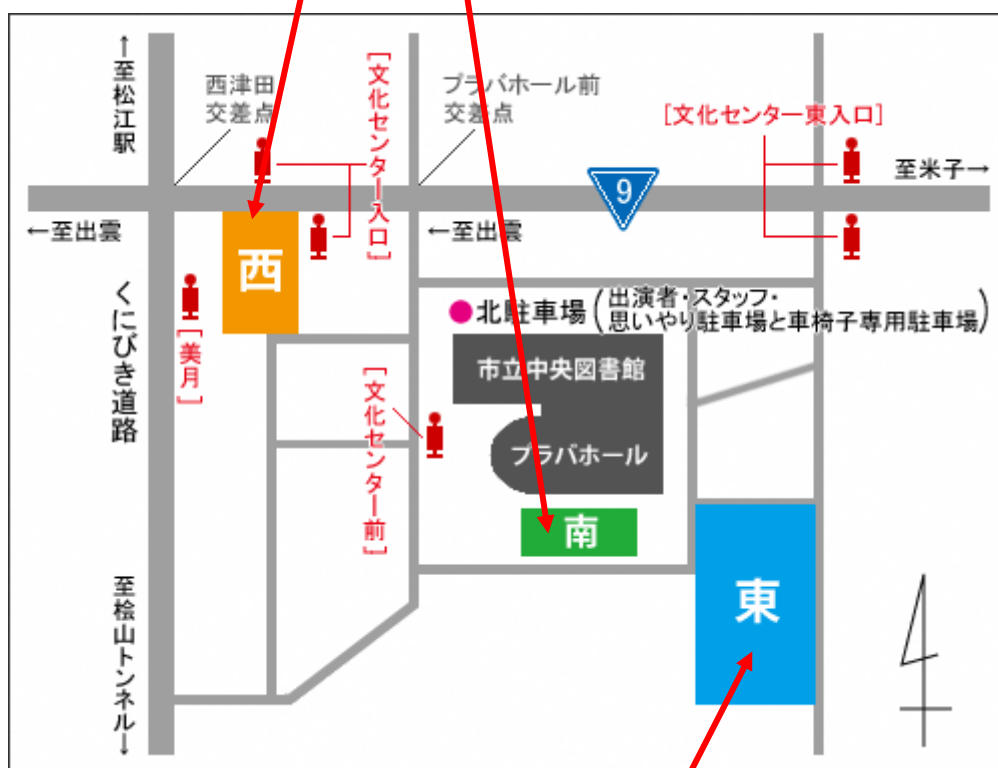 ←至松江駅
西津田
交差点
[文化センター入口]
プラバホール前
交差点
[文化センター東入口]
至米子→
9
←至出雲
←至出雲
西
くにびき道路
[美月]
北駐車場(出演者・スタッフ・
思いやり駐車場と車椅子専用駐車場)
市立中央図書館
プラバホール
[文化センター前]
南
東
至桧山トンネル→